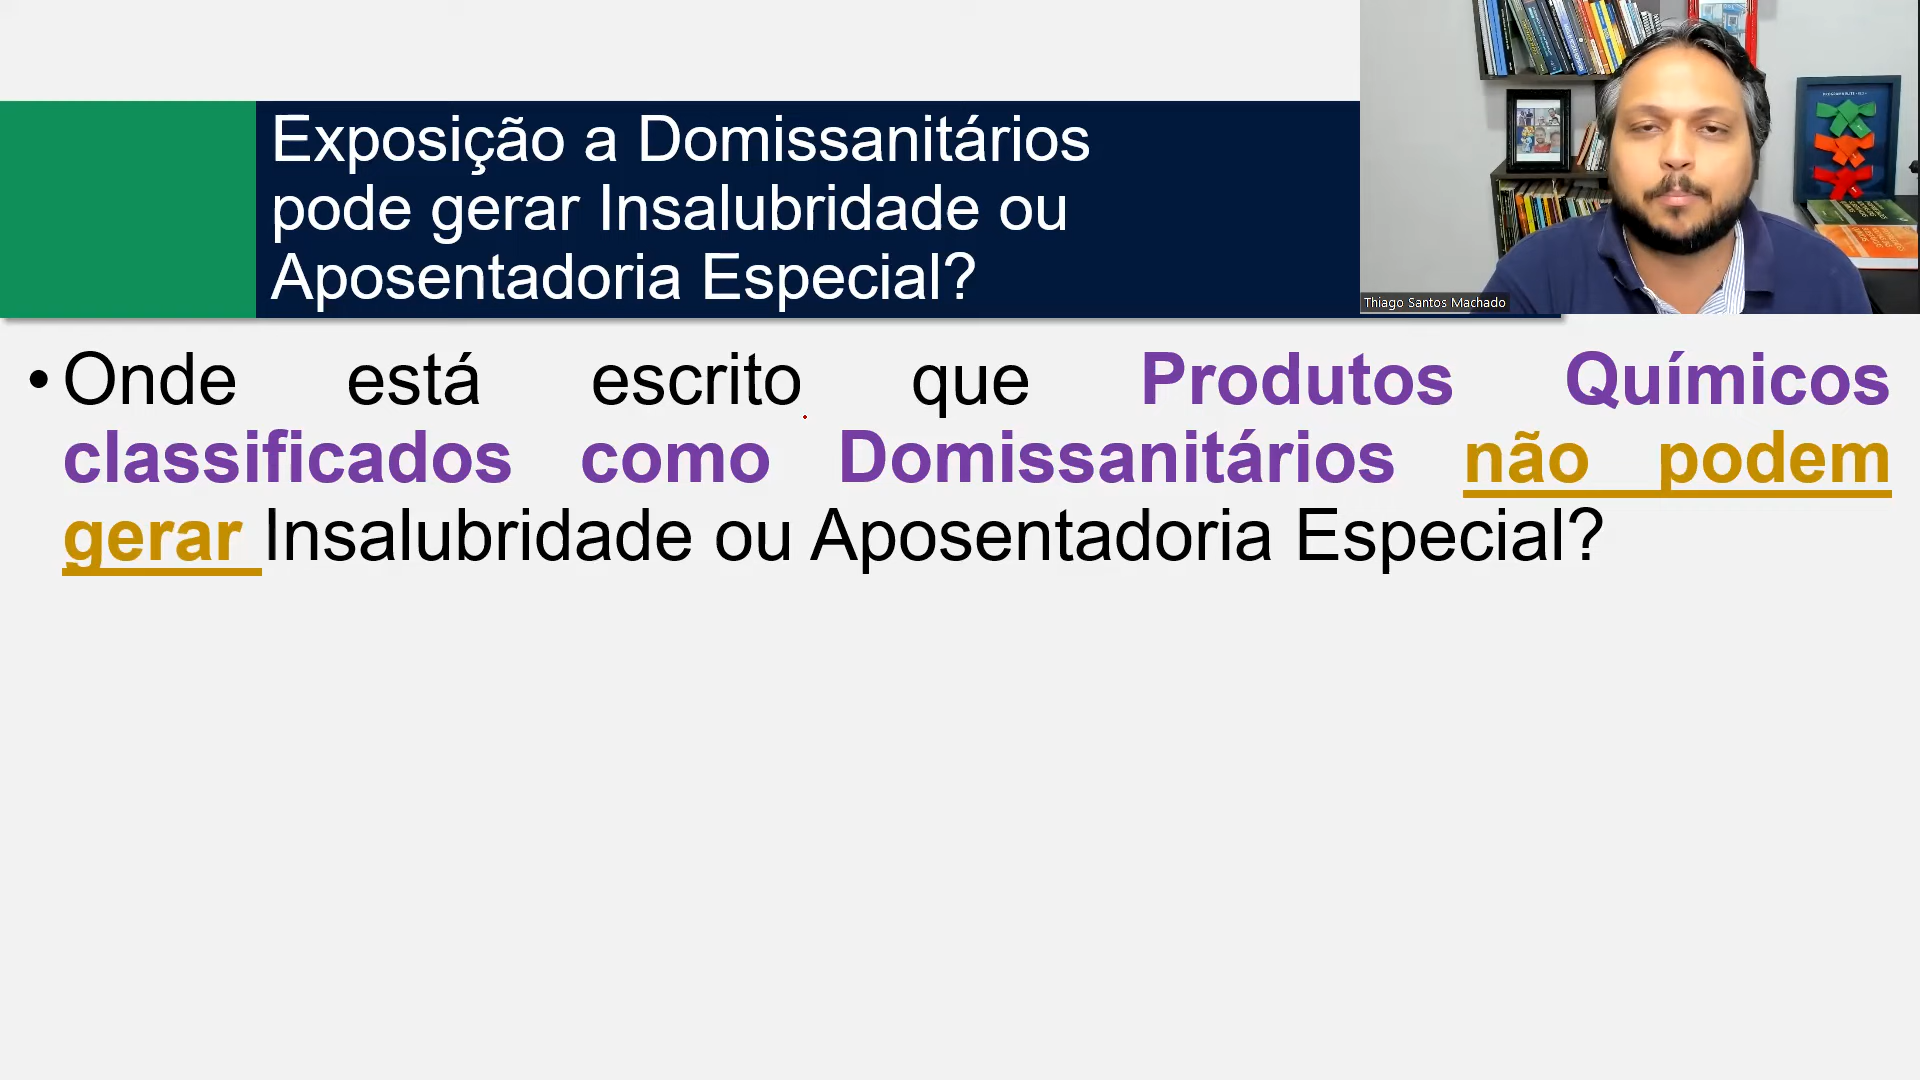 Exposição a Domissanitários
pode gerar Insalubridade ou
Aposentadoria Especial?
Thiago Santos Machado
• Onde está escrito que Produtos Químicos
classificados como Domissanitários não podem
gerar Insalubridade ou Aposentadoria Especial?